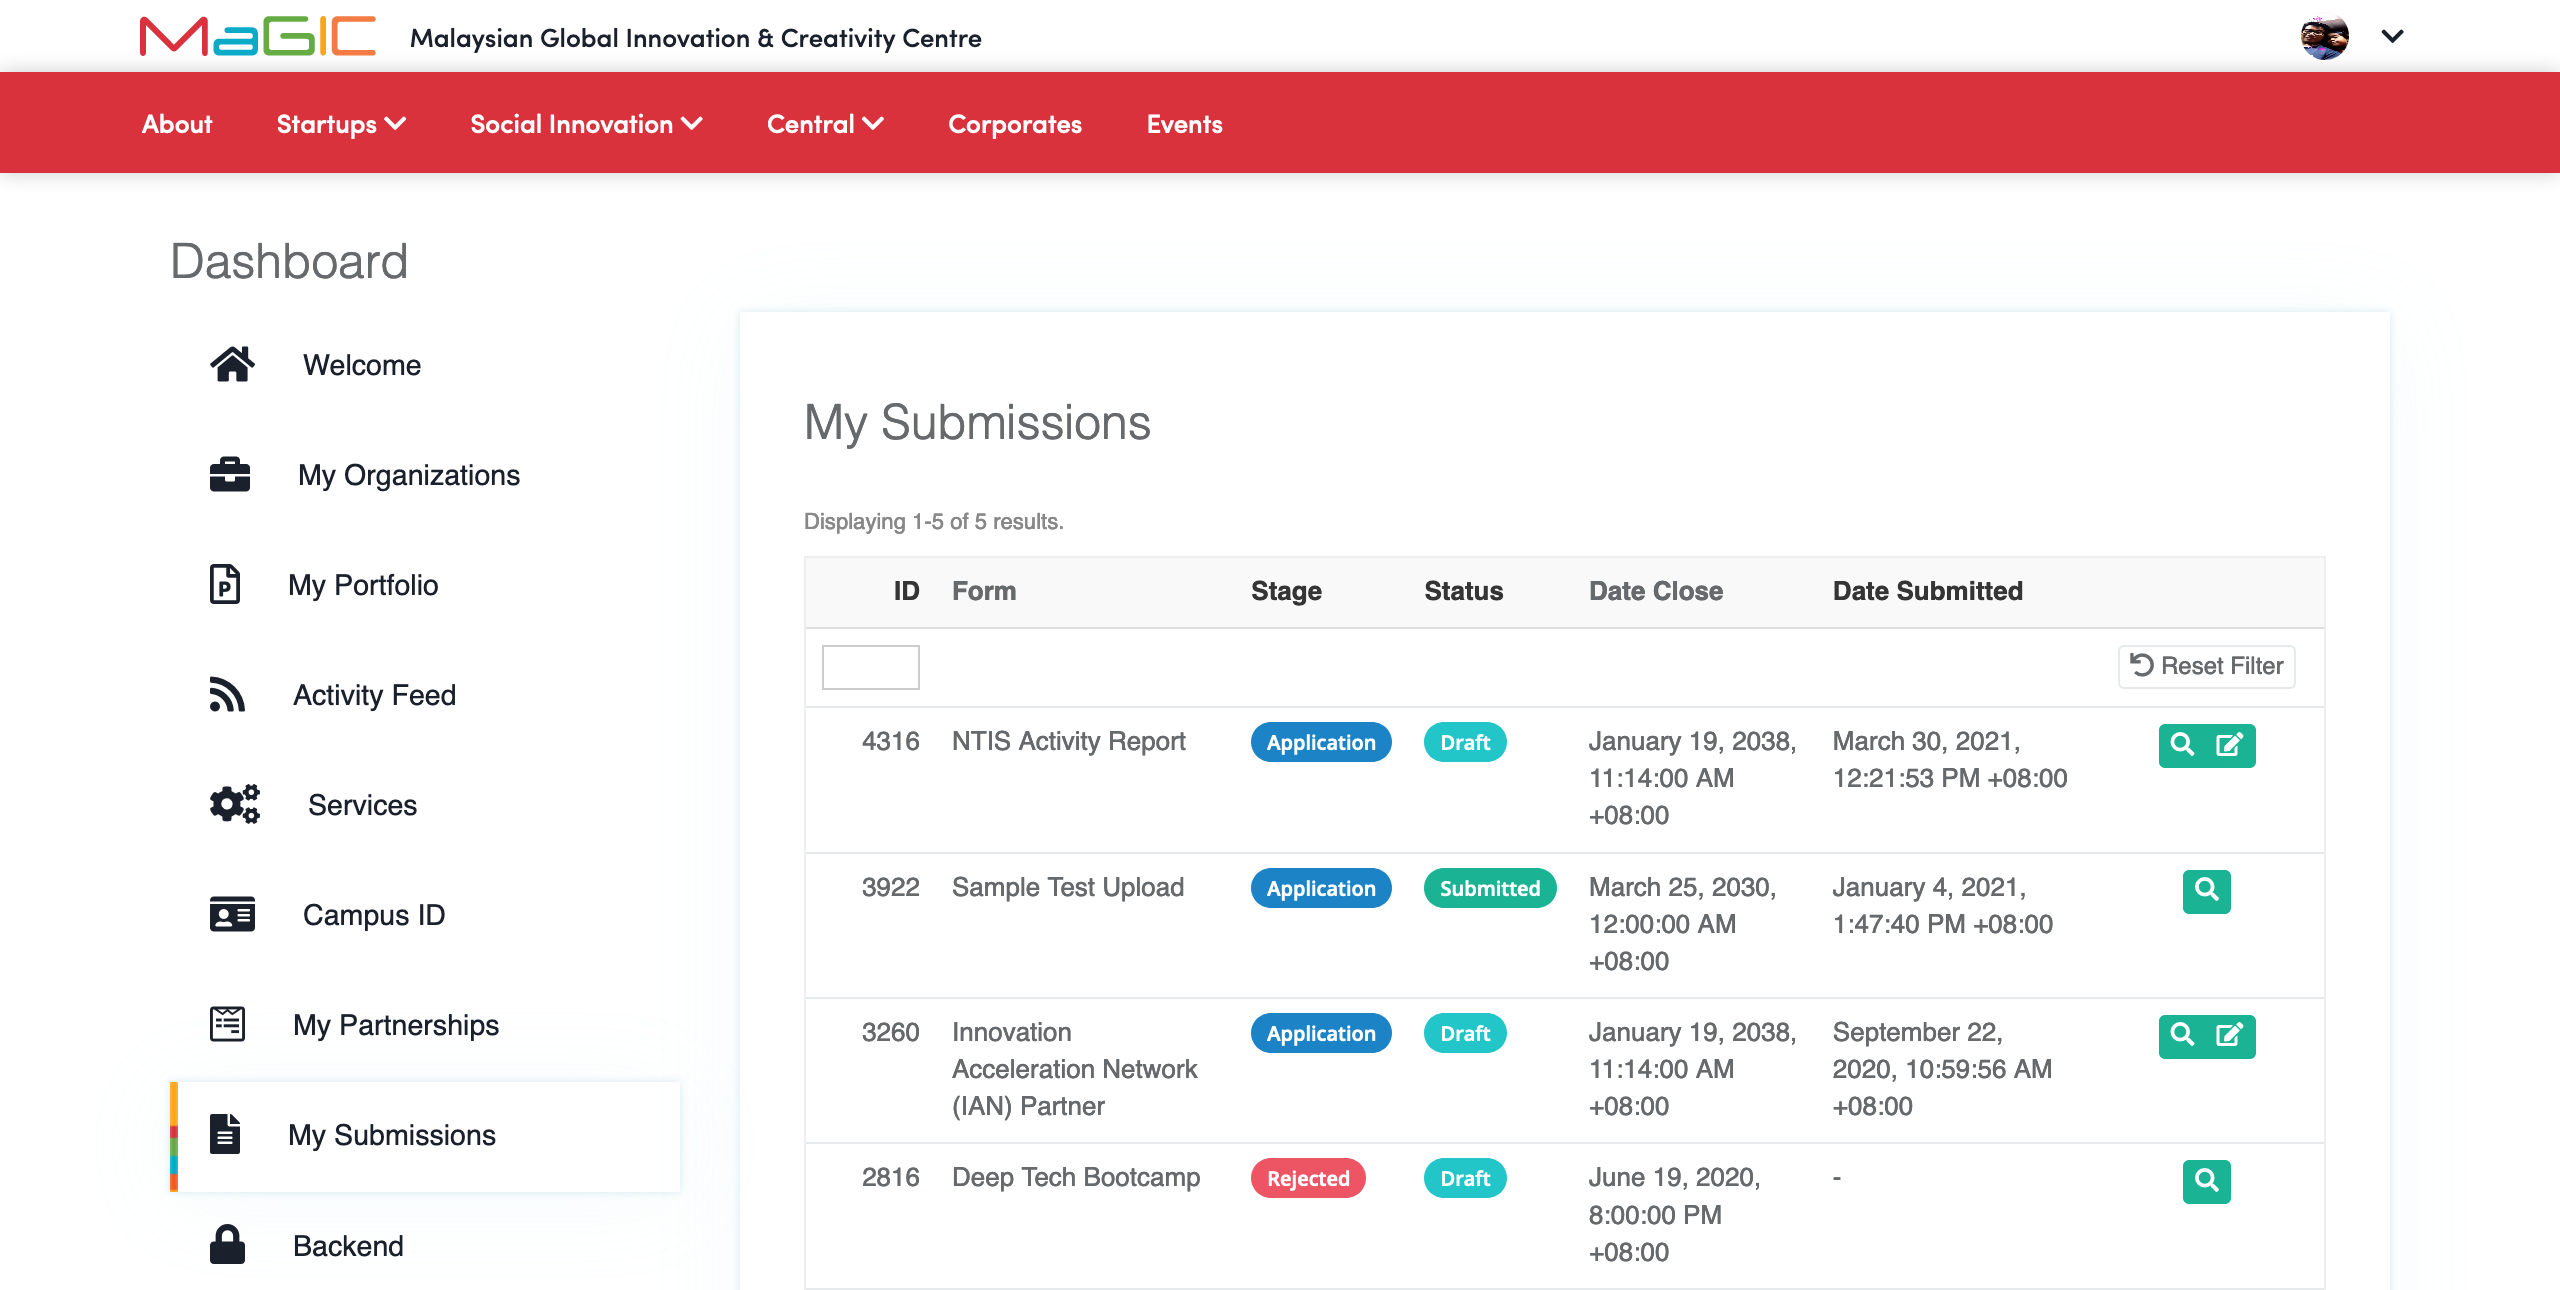 MaGIC Malaysian Global Innovation & Creativity Centre
About Startups Social Innovation Central Corporates Events
Dashboard
Welcome
My Organizations
My Portfolio
Activity Feed
Services
Campus ID
My Partnerships
My Submissions
Backend
My Submissions
Displaying 1-5 of 5 results.
ID Form Stage Status Date Close Date Submitted
Reset Filter
4316 NTIS Activity Report Application Draft January 19, 2038, March 30, 2021,
11:14:00 AM 12:21:53 PM +08:00
+08:00
3922 Sample Test Upload Application Submitted March 25, 2030, January 4, 2021,
12:00:00 AM 1:47:40 PM +08:00
+08:00
3260 Innovation Application Draft January 19, 2038, September 22,
Acceleration Network 11:14:00 AM 2020, 10:59:56 AM
(IAN) Partner +08:00 +08:00
2816 Deep Tech Bootcamp Rejected Draft June 19, 2020, -
8:00:00 PM
+08:00